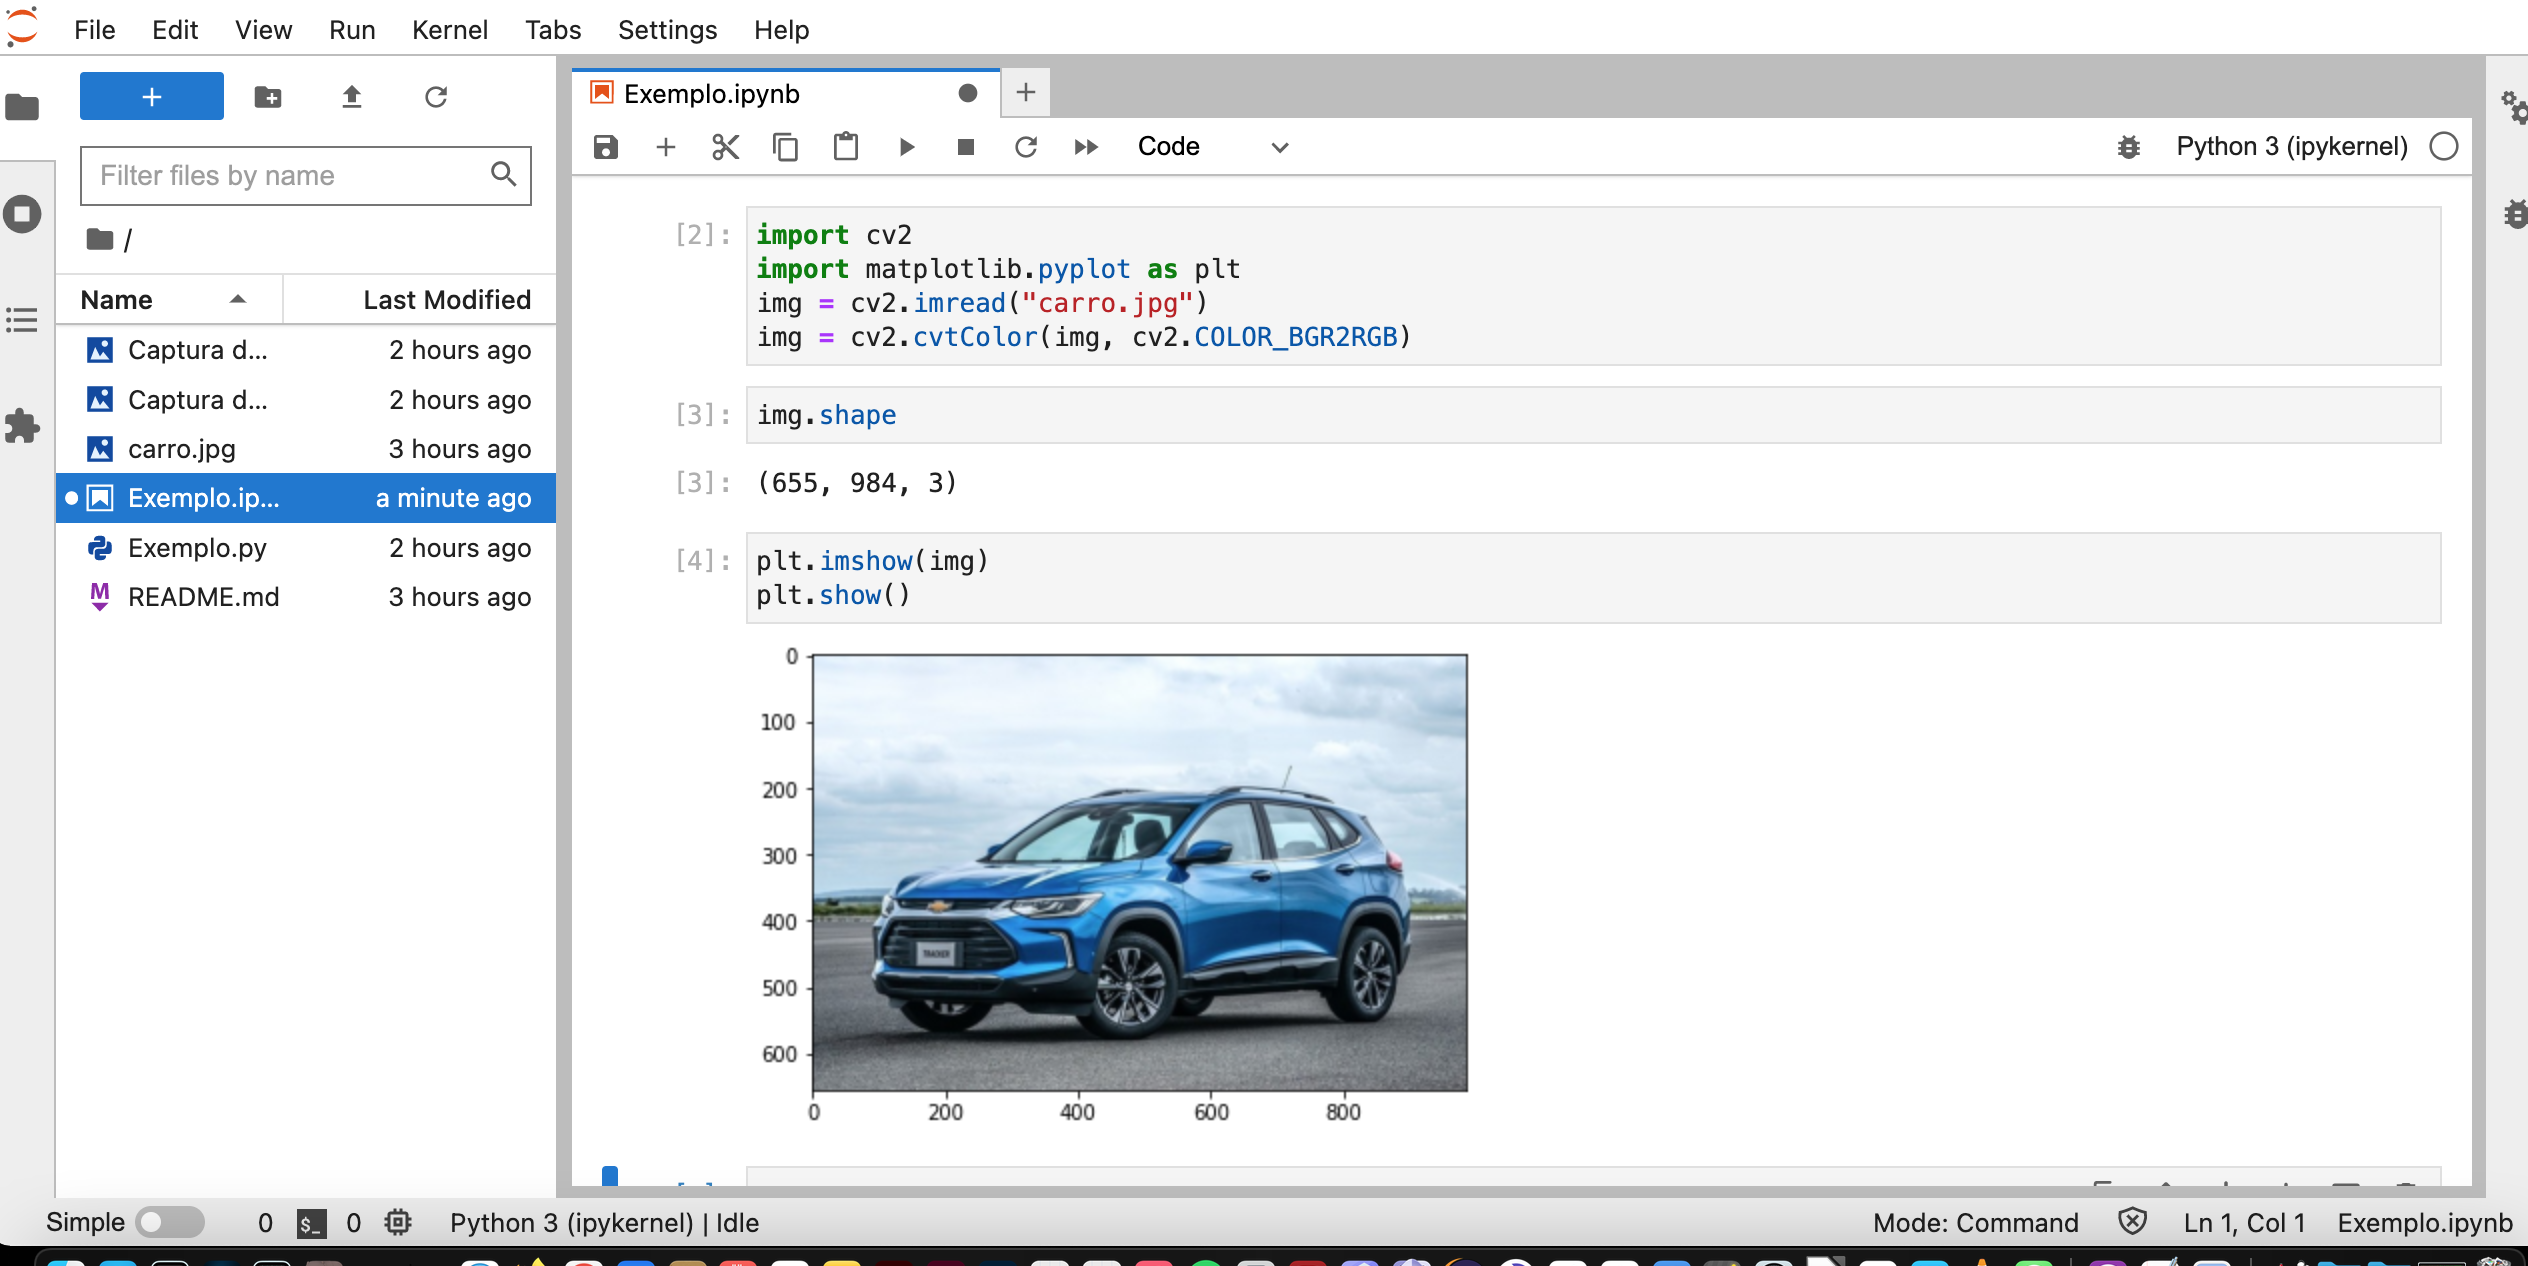 File Edit View Run Kernel Tabs Settings Help
Filter files by name
/
Name Last Modified
Captura d... 2 hours ago
Captura d... 2 hours ago
carro.jpg 3 hours ago
Exemplo.ip... a minute ago
Exemplo.py 2 hours ago
README.md 3 hours ago
Exemplo.ipynb
Code Python 3 (ipykernel)
[2]: import cv2
import matplotlib.pyplot as plt
img = cv2.imread("carro.jpg")
img = cv2.cvtColor(img, cv2.COLOR_BGR2RGB)
[3]: img.shape
[3]: (655, 984, 3)
[4]: plt.imshow(img)
plt.show()
0
100
200
300
400
500
600
TRACKER
0 200 400 600 800
Simple 0 $_ 0 Python 3 (ipykernel) | Idle Mode: Command Ln 1, Col 1 Exemplo.ipynb